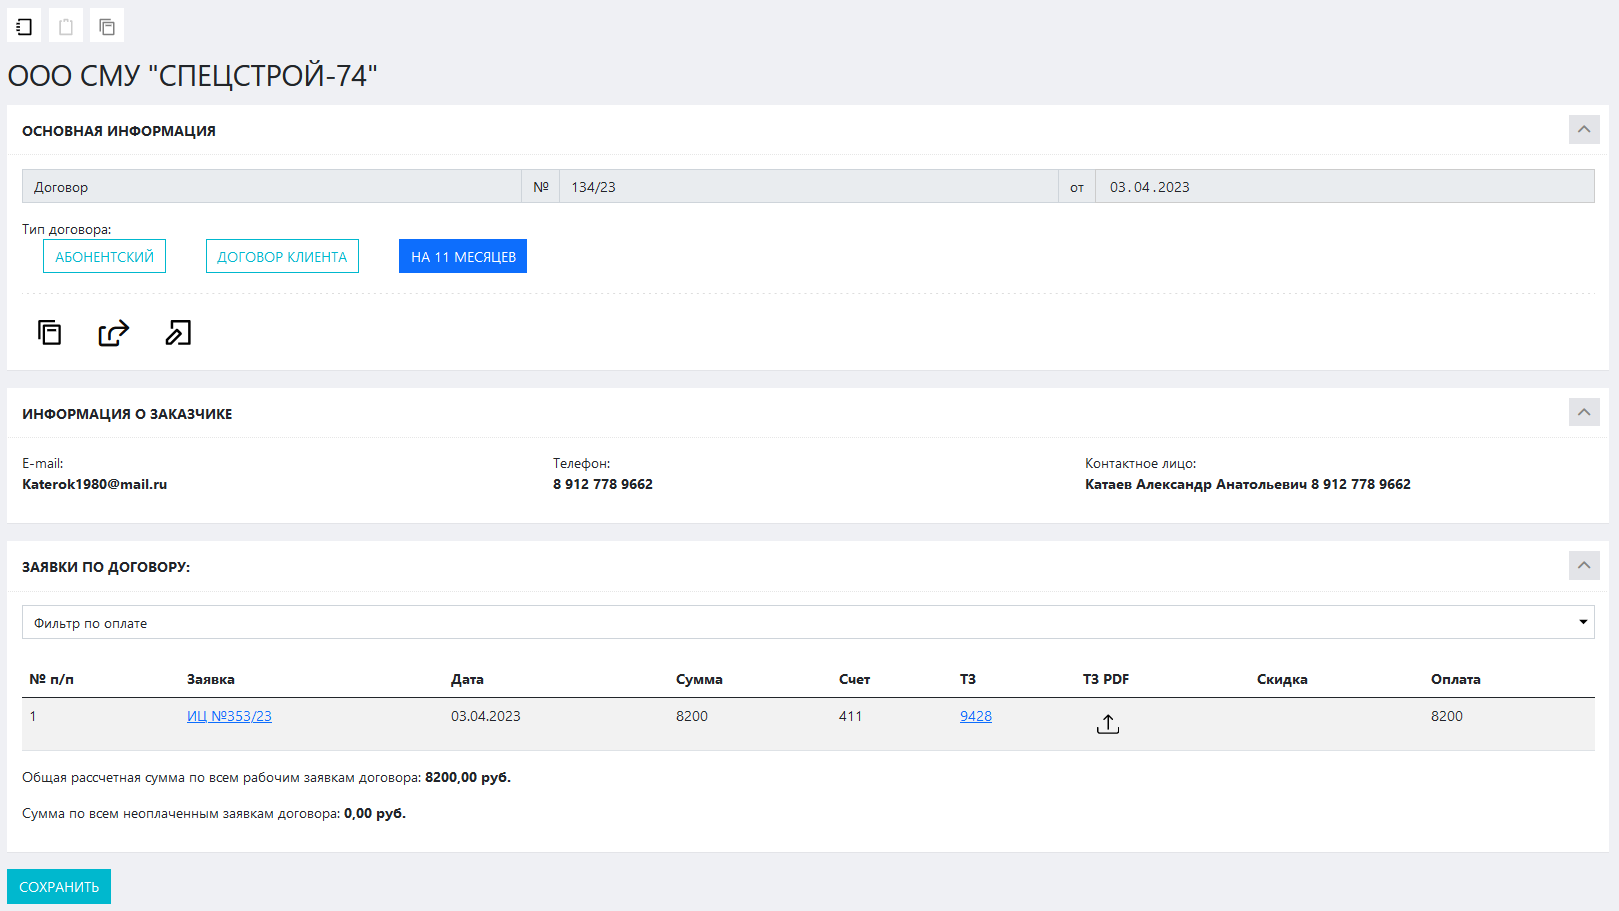 ООО СМУ "СПЕЦСТРОЙ-74"
ОСНОВНАЯ ИНФОРМАЦИЯ
Договор № 134/23 от 03.04.2023
Тип договора:
АБОНЕНТСКИЙ ДОГОВОР КЛИЕНТА НА 11 МЕСЯЦЕВ
ИНФОРМАЦИЯ О ЗАКАЗЧИКЕ
E-mail: Телефон: Контактное лицо:
Katerok1980@mail.ru 8 912 778 9662 Катаев Александр Анатольевич 8 912 778 9662
ЗАЯВКИ ПО ДОГОВОРУ:
Фильтр по оплате
№ п/п Заявка Дата Сумма Счет ТЗ ТЗ PDF Скидка Оплата
1 ИЦ №353/23 03.04.2023 8200 411 9428 8200
Общая рассчетная сумма по всем рабочим заявкам договора: 8200,00 руб.
Сумма по всем неоплаченным заявкам договора: 0,00 руб.
СОХРАНИТЬ